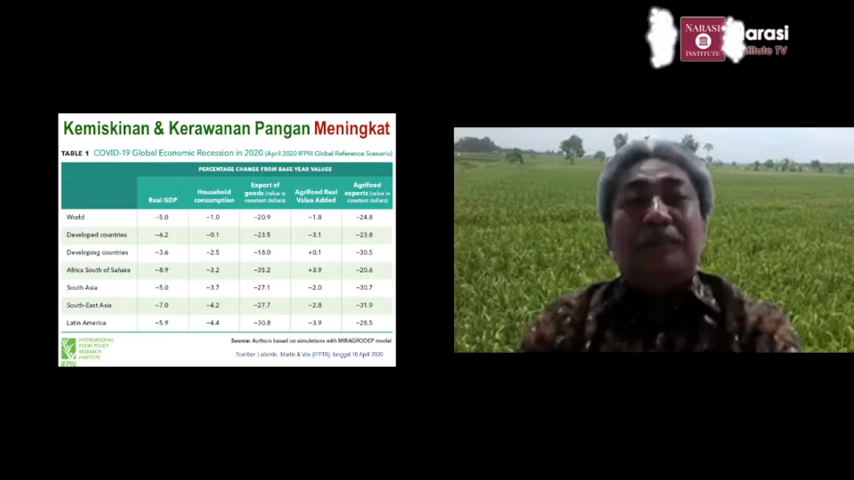 NARASI
INSTITUTE
arasi
stitute TV
Kemiskinan & Kerawanan Pangan Meningkat
TABLE 1 COVID-19 Global Economic Recession in 2020 (April 2020 IFPRI Global Reference Scenario)
PERCENTAGE CHANGE FROM BASE YEAR VALUES
Real GDP Household consumption Export of goods (value in constant dollars) Agrifood Real Value Added Agrifood exports (value in constant dollars)
World −5.0 −1.0 −20.9 −1.8 −24.8
Developed countries −6.2 −0.1 −23.5 −3.1 −23.8
Developing countries −3.6 −2.5 −18.0 +0.1 −30.5
Africa South of Sahara −8.9 −3.2 −35.2 +3.9 −20.6
South Asia −5.0 −3.7 −27.1 −2.0 −30.7
South-East Asia −7.0 −4.2 −27.7 −2.8 −31.9
Latin America −5.9 −4.4 −30.8 −3.9 −28.5
Source: Authors based on simulations with MIRAGRODEP model.
INTERNATIONAL
FOOD POLICY
RESEARCH
INSTITUTE
IFPRI
Sumber: Laborde, Martin & Vos (IFPRI), tanggal 16 April 2020